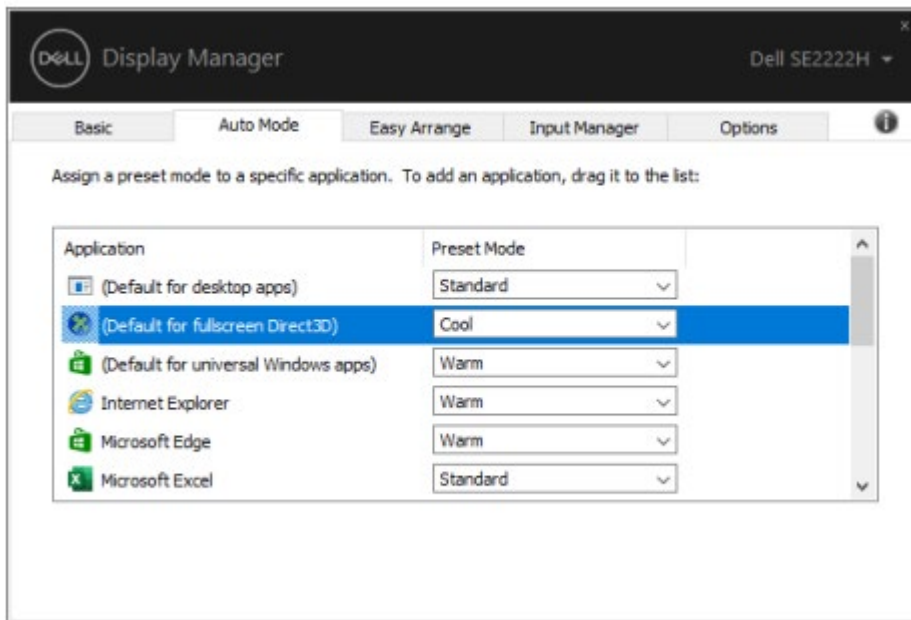 DELL Display Manager Dell SE2222H
Basic Auto Mode Easy Arrange Input Manager Options
Assign a preset mode to a specific application. To add an application, drag it to the list:
Application Preset Mode
(Default for desktop apps) Standard
(Default for fullscreen Direct3D) Cool
(Default for universal Windows apps) Warm
Internet Explorer Warm
Microsoft Edge Warm
Microsoft Excel Standard